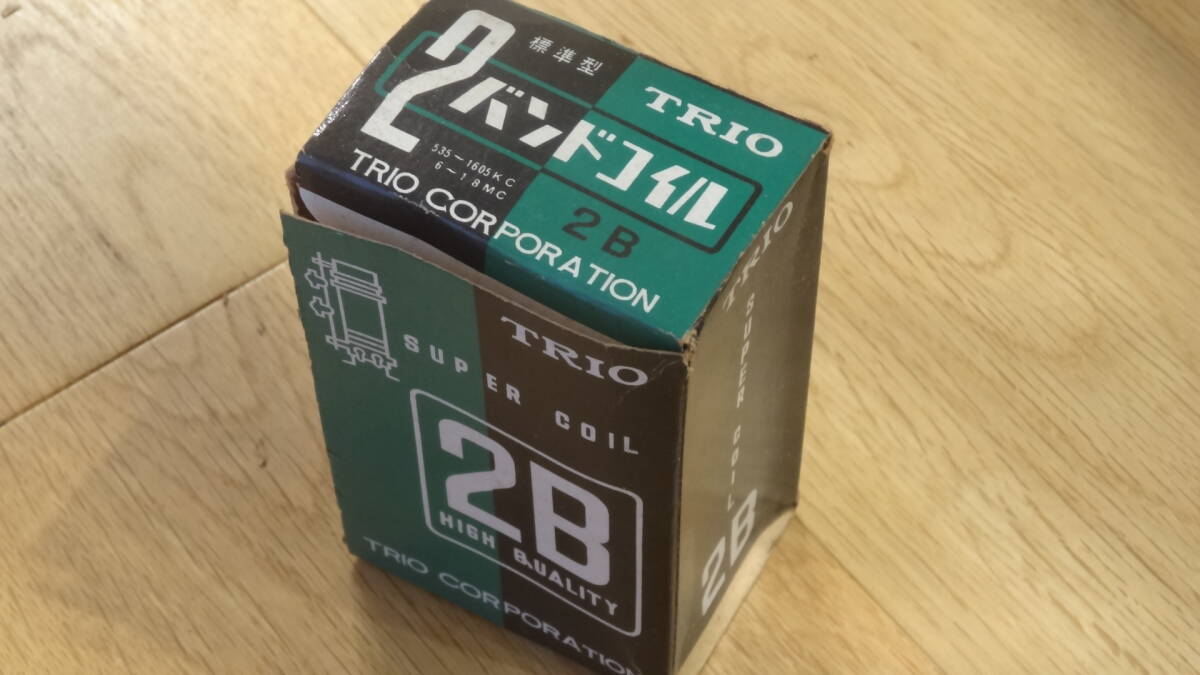 標準型
TRIO
2バンドコイル
535~1605KC
6~18MC
2B
TRIO CORPORATION
TRIO
SUPER COIL
2B
HIGH QUALITY
TRIO CORPORATION
TRIO
SUPER COIL
2B